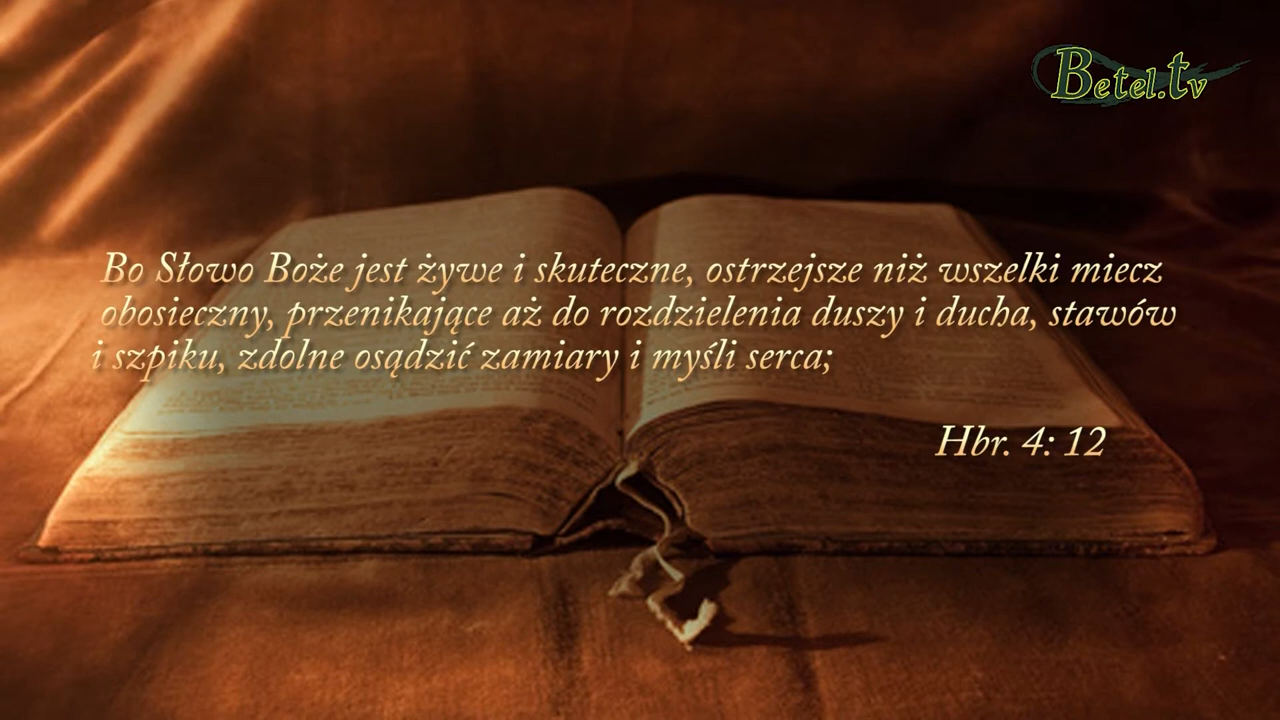 Betel.tv
Bo Słowo Boże jest żywe i skuteczne, ostrzejsze niż wszelki miecz
obosieczny, przenikające aż do rozdzielenia duszy i ducha, stawów
i szpiku, zdolne osądzić zamiary i myśli serca;
Hbr. 4: 12